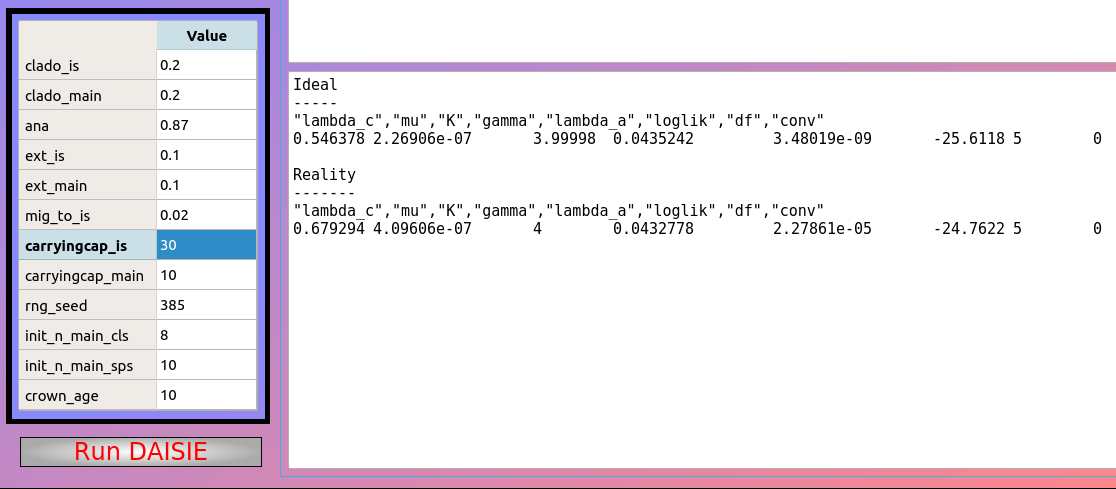 Value
clado_is 0.2
clado_main 0.2
ana 0.87
ext_is 0.1
ext_main 0.1
mig_to_is 0.02
carryingcap_is 30
carryingcap_main 10
rng_seed 385
init_n_main_cls 8
init_n_main_sps 10
crown_age 10
Run DAISIE
Ideal
-----
"lambda_c","mu","K","gamma","lambda_a","loglik","df","conv"
0.546378 2.26906e-07 3.99998 0.0435242 3.48019e-09 -25.6118 5 0
Reality
-------
"lambda_c","mu","K","gamma","lambda_a","loglik","df","conv"
0.679294 4.09606e-07 4 0.0432778 2.27861e-05 -24.7622 5 0